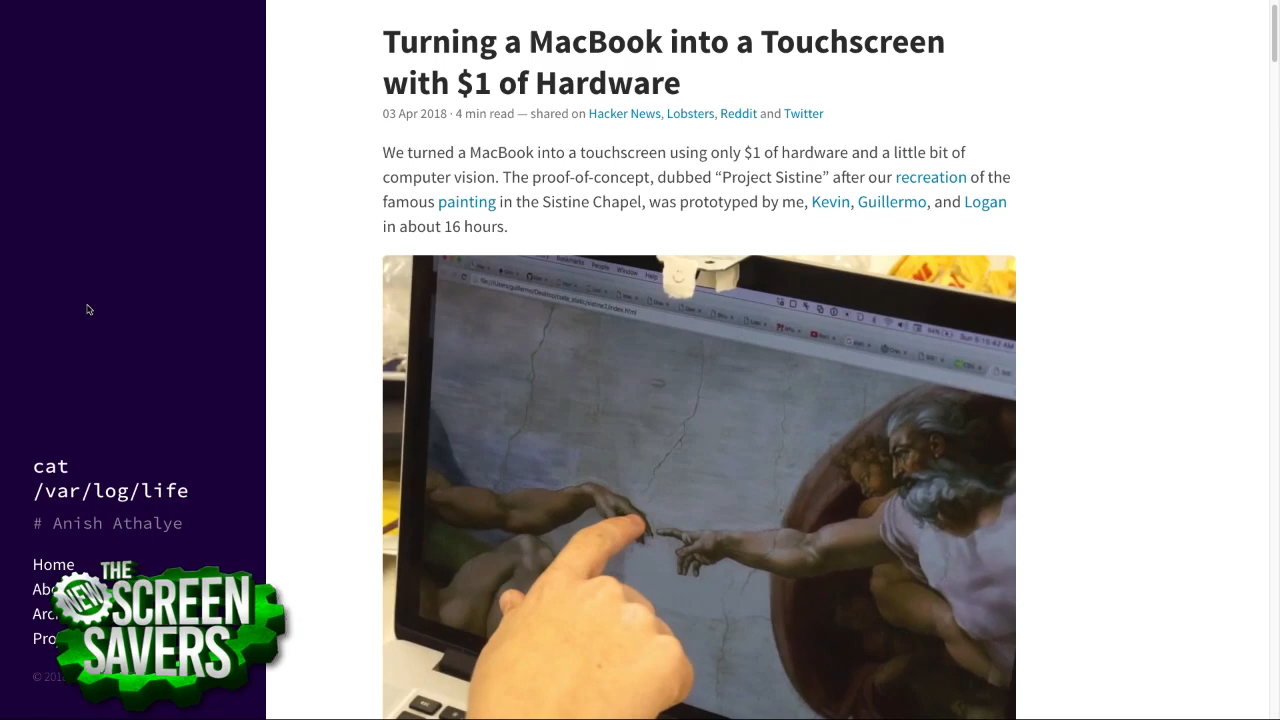 Turning a MacBook into a Touchscreen
with $1 of Hardware
03 Apr 2018 · 4 min read — shared on Hacker News, Lobsters, Reddit and Twitter
We turned a MacBook into a touchscreen using only $1 of hardware and a little bit of
computer vision. The proof-of-concept, dubbed “Project Sistine” after our recreation of the
famous painting in the Sistine Chapel, was prototyped by me, Kevin, Guillermo, and Logan
in about 16 hours.
Bookmarks People Window
cat
/var/log/life
# Anish Athalye
Home
THE
NEW
SCREEN
SAVERS